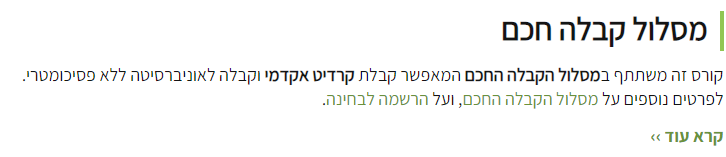 מסלול קבלה חכם
קורס זה משתתף במסלול הקבלה החכם המאפשר קבלת קרדיט אקדמי וקבלה לאוניברסיטה ללא פסיכומטרי.
לפרטים נוספים על מסלול הקבלה החכם, ועל הרשמה לבחינה.
קרא עוד ››